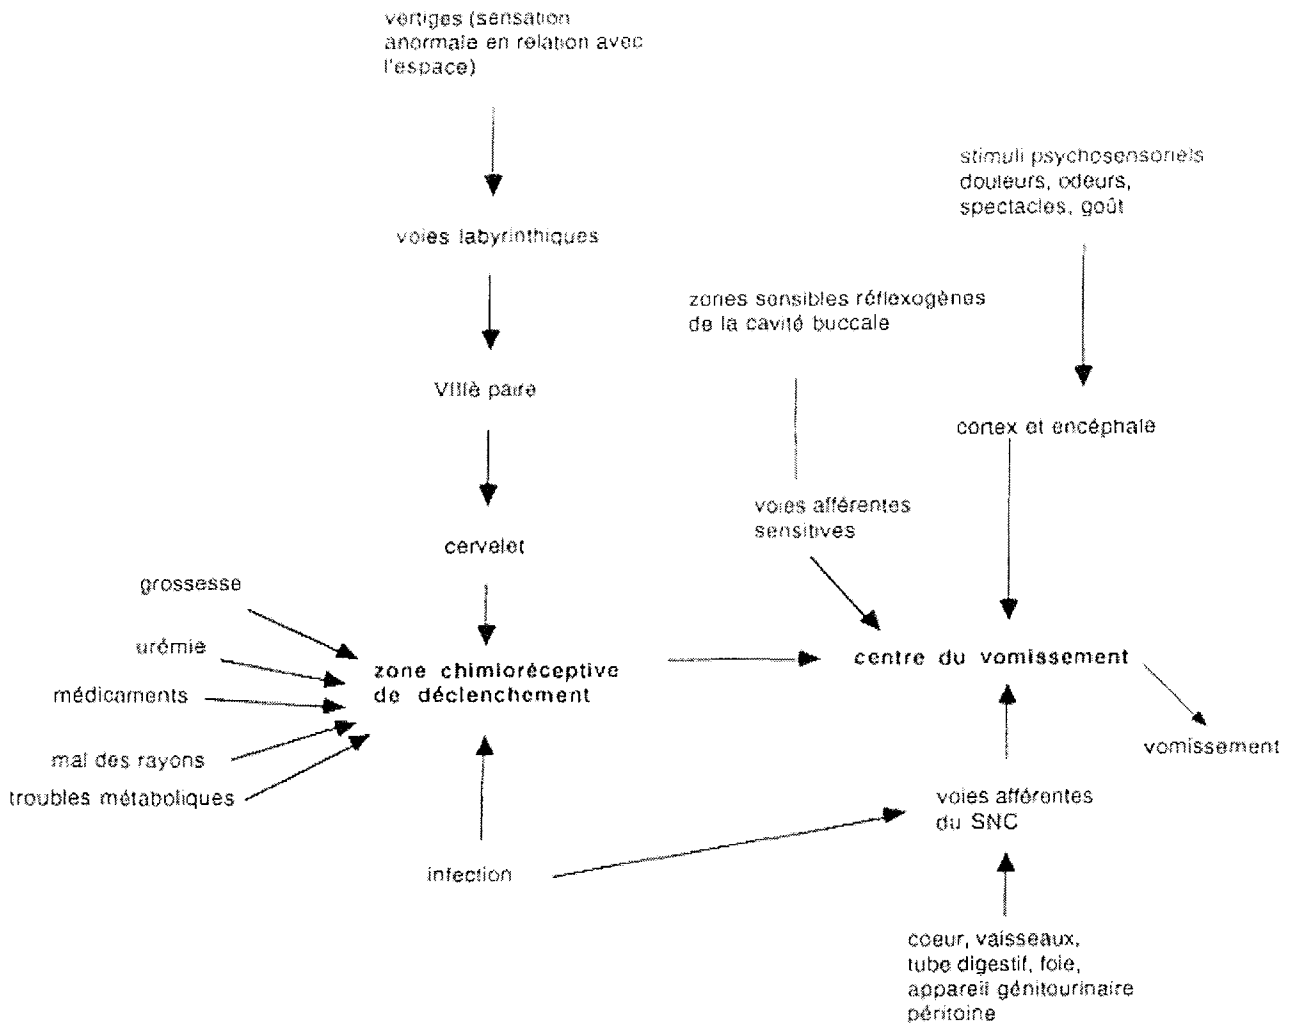 vertiges (sensation
anormale en relation avec
l'espace)
stimuli psychosensoriels
douleurs, odeurs,
spectacles, goût
voies labyrinthiques
zones sensibles réflexogènes
de la cavité buccale
VIIIè paire
cortex et encéphale
voies afférentes
sensitives
cervelet
grossesse
urémie
zone chimioréceptive
de déclenchement
centre du vomissement
médicaments
mal des rayons
troubles métaboliques
vomissement
voies afférentes
du SNC
infection
coeur, vaisseaux,
tube digestif, foie,
appareil génitourinaire
péritoine